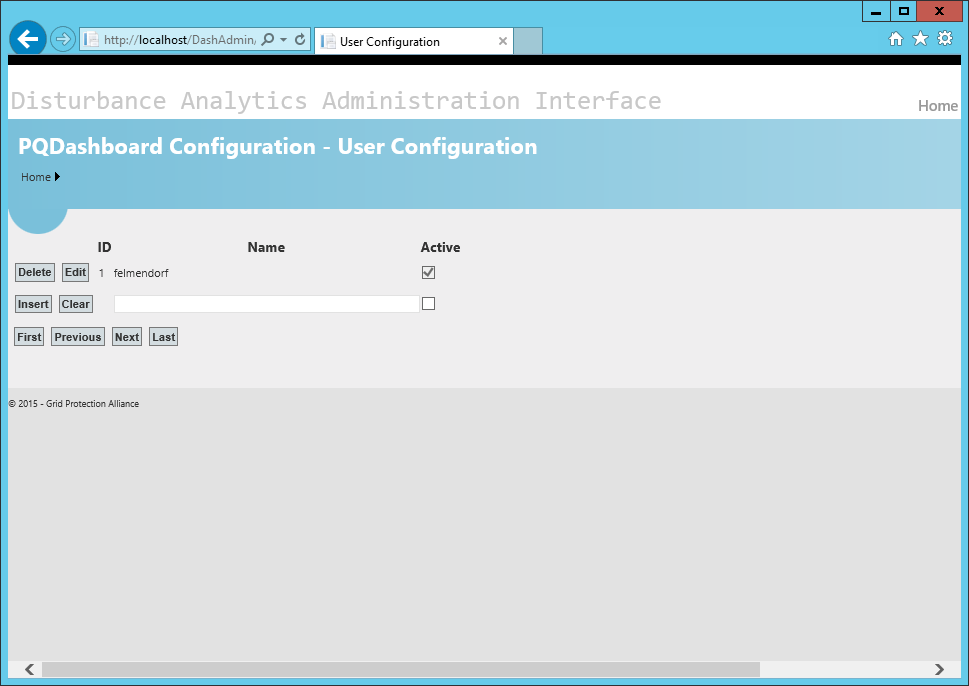 http://localhost/DashAdmin/
User Configuration
Disturbance Analytics Administration Interface
Home
PQDashboard Configuration - User Configuration
Home
ID Name Active
Delete Edit 1 felmendorf
Insert Clear
First Previous Next Last
© 2015 - Grid Protection Alliance